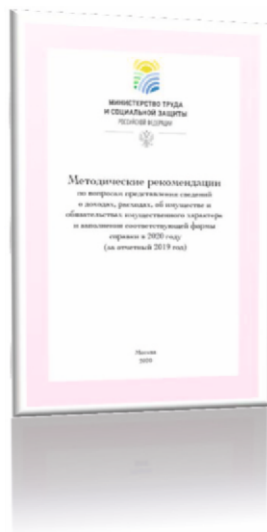 МИНИСТЕРСТВО ТРУДА
И СОЦИАЛЬНОЙ ЗАЩИТЫ
РОССИЙСКОЙ ФЕДЕРАЦИИ
Методические рекомендации
по вопросам представления сведений
о доходах, расходах, об имуществе и
обязательствах имущественного характера
и заполнения соответствующей формы
справки в 2020 году
(за отчетный 2019 год)
Москва
2020